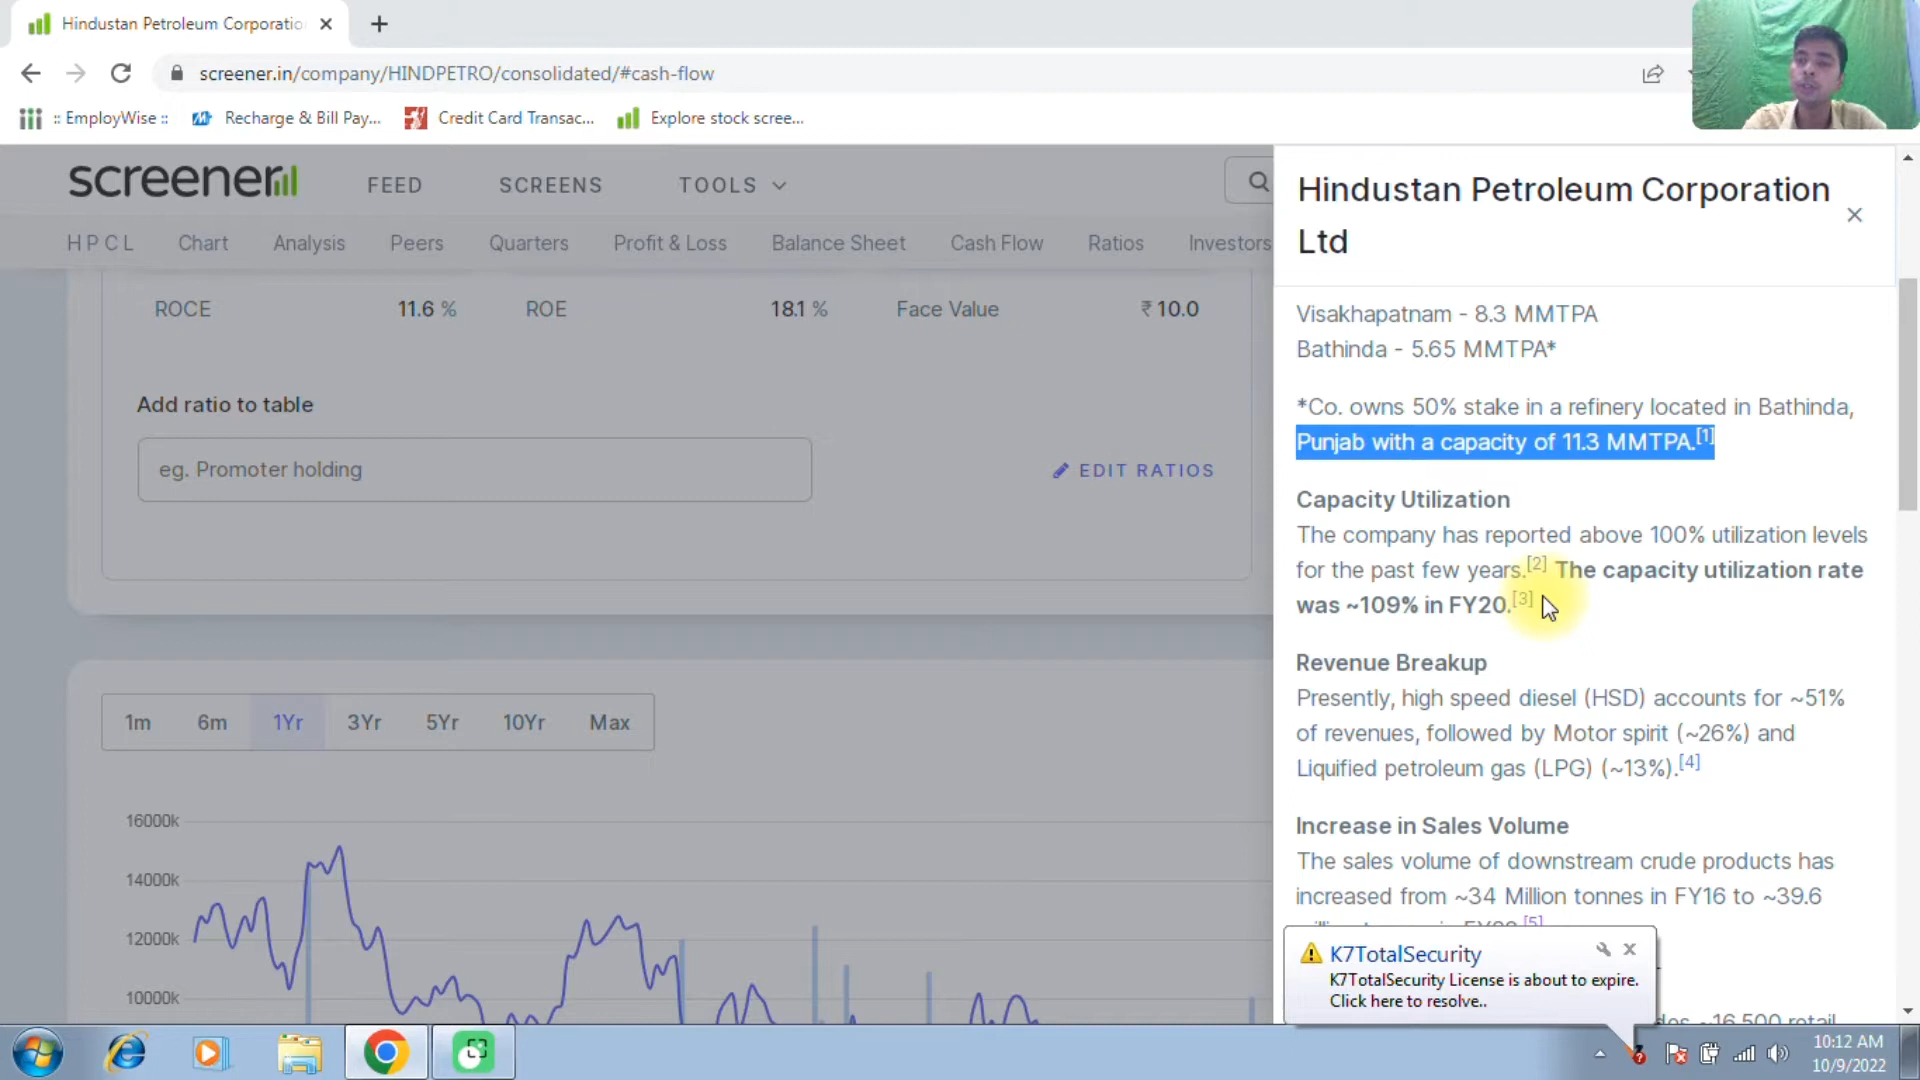 Hindustan Petroleum Corporatio
screener.in/company/HINDPETRO/consolidated/#cash-flow
:: EmployWise ::
Recharge & Bill Pay...
Credit Card Transac...
Explore stock scree...
screener
FEED
SCREENS
TOOLS
HPCL
Chart
Analysis
Peers
Quarters
Profit & Loss
Balance Sheet
Cash Flow
Ratios
Investors
ROCE
11.6 %
ROE
18.1 %
Face Value
₹ 10.0
Add ratio to table
eg. Promoter holding
EDIT RATIOS
1m
6m
1Yr
3Yr
5Yr
10Yr
Max
16000k
14000k
12000k
10000k
Hindustan Petroleum Corporation
Ltd
Visakhapatnam - 8.3 MMTPA
Bathinda - 5.65 MMTPA*
*Co. owns 50% stake in a refinery located in Bathinda,
Punjab with a capacity of 11.3 MMTPA.[1]
Capacity Utilization
The company has reported above 100% utilization levels
for the past few years.[2] The capacity utilization rate
was ~109% in FY20.[3]
Revenue Breakup
Presently, high speed diesel (HSD) accounts for ~51%
of revenues, followed by Motor spirit (~26%) and
Liquified petroleum gas (LPG) (~13%).[4]
Increase in Sales Volume
The sales volume of downstream crude products has
increased from ~34 Million tonnes in FY16 to ~39.6
[5]
K7TotalSecurity
K7TotalSecurity License is about to expire.
Click here to resolve..
~16,500 retail
10:12 AM
10/9/2022